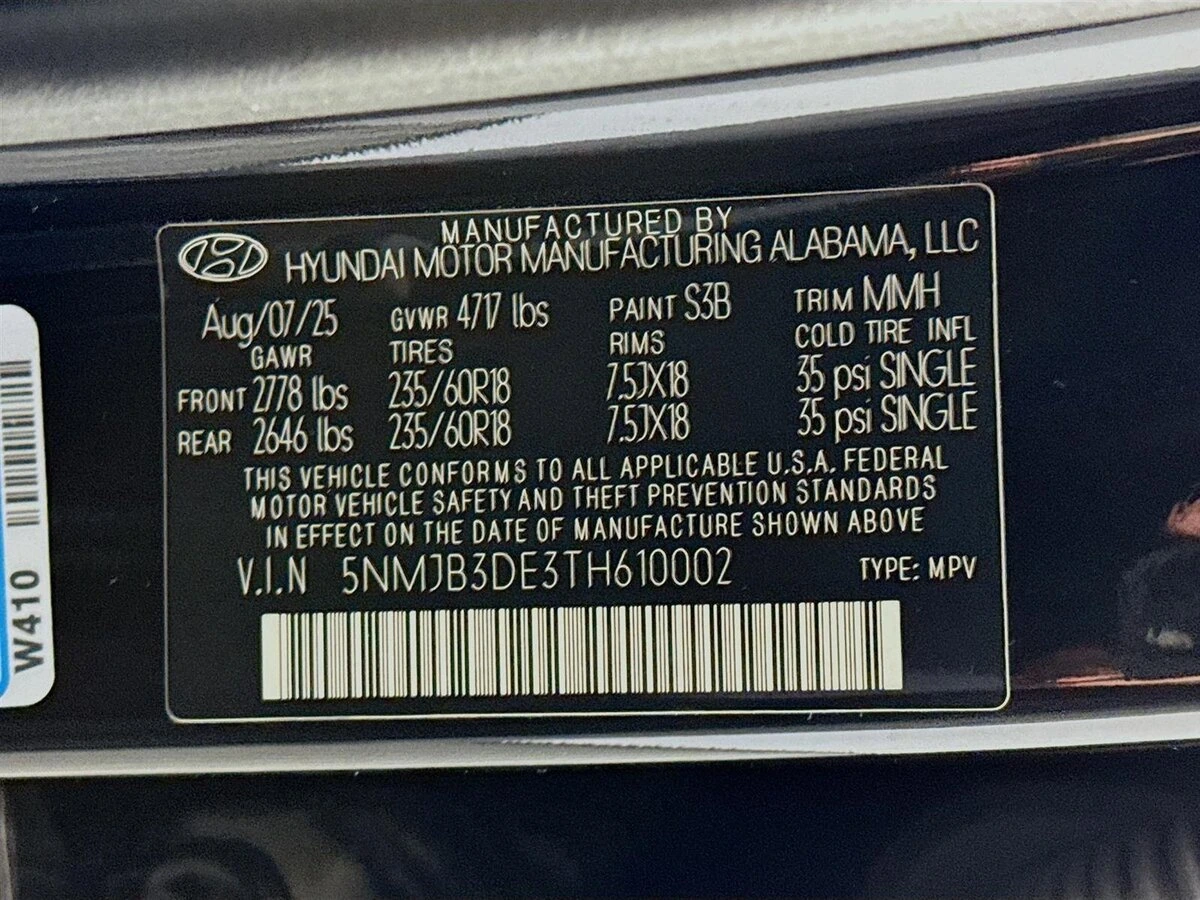 MANUFACTURED BY
HYUNDAI MOTOR MANUFACTURING ALABAMA, LLC
Aug/07/25 GVWR 4717 lbs PAINT S3B TRIM MMH
GAWR TIRES RIMS COLD TIRE INFL
FRONT 2778 lbs 235/60R18 7.5JX18 35 psi SINGLE
REAR 2646 lbs 235/60R18 7.5JX18 35 psi SINGLE
THIS VEHICLE CONFORMS TO ALL APPLICABLE U.S.A. FEDERAL
MOTOR VEHICLE SAFETY AND THEFT PREVENTION STANDARDS
IN EFFECT ON THE DATE OF MANUFACTURE SHOWN ABOVE
V.I.N 5NMJB3DE3TH610002 TYPE: MPV
W410